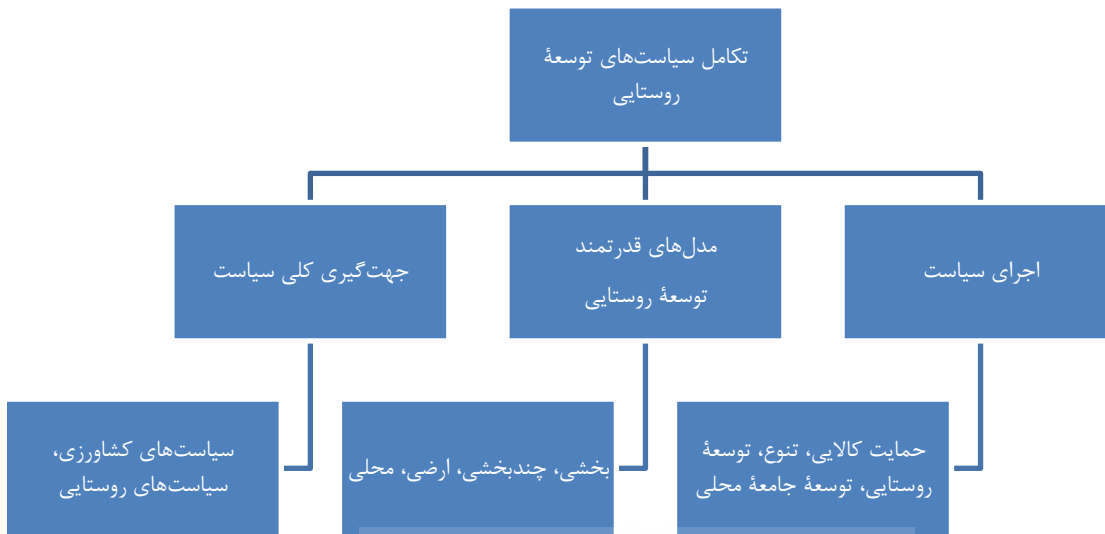 تکامل سیاست‌های توسعهٔ
روستایی
اجرای سیاست
مدل‌های قدرتمند
توسعهٔ روستایی
جهت‌گیری کلی سیاست
حمایت کالایی، تنوع، توسعهٔ
روستایی، توسعهٔ جامعهٔ محلی
بخشی، چندبخشی، ارضی، محلی
سیاست‌های کشاورزی،
سیاست‌های روستایی